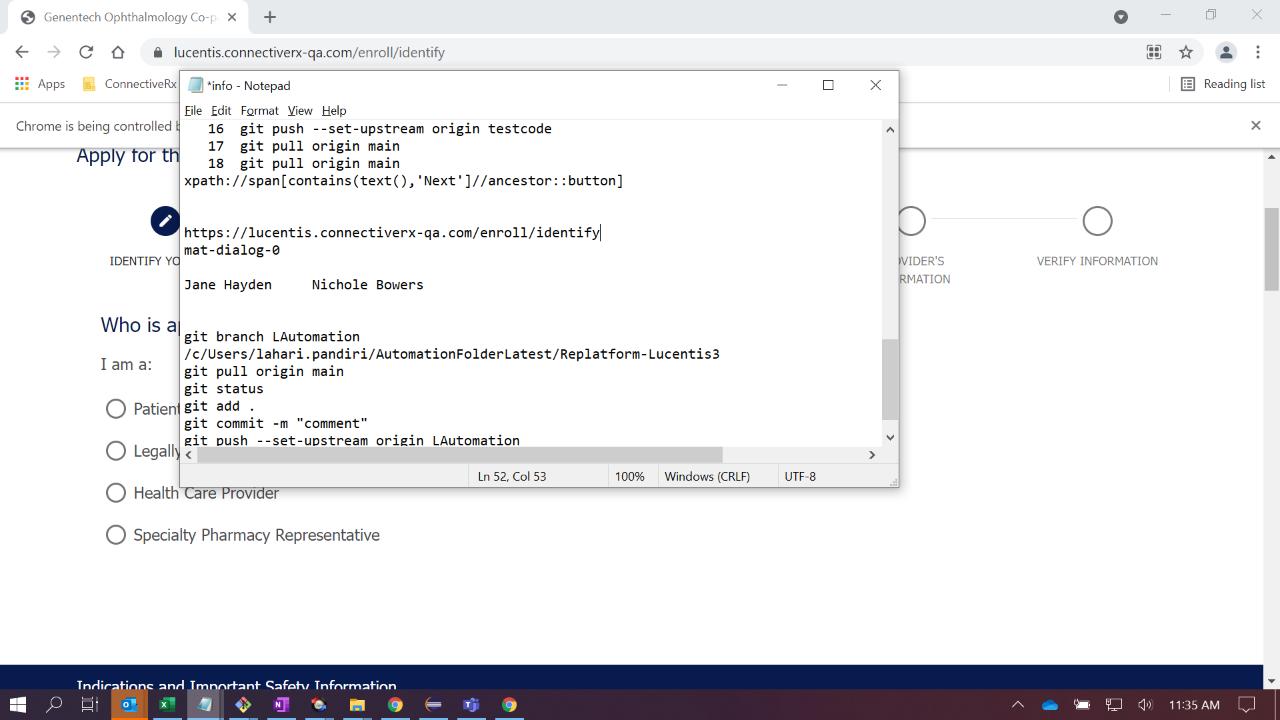 Genentech Ophthalmology Co-p
lucentis.connectiverx-qa.com/enroll/identify
Apps
ConnectiveRx
Reading list
Chrome is being controlled b
*info - Notepad
File Edit Format View Help
16 git push --set-upstream origin testcode
17 git pull origin main
18 git pull origin main
xpath://span[contains(text(),'Next']//ancestor::button]
https://lucentis.connectiverx-qa.com/enroll/identify
mat-dialog-0
Jane Hayden Nichole Bowers
git branch LAutomation
/c/Users/lahari.pandiri/AutomationFolderLatest/Replatform-Lucentis3
git pull origin main
git status
git add .
git commit -m "comment"
git push --set-upstream origin LAutomation
Ln 52, Col 53 100% Windows (CRLF) UTF-8
Apply for th
IDENTIFY YO
VIDER'S
RMATION
VERIFY INFORMATION
Who is a
I am a:
Patient
Legally
Health Care Provider
Specialty Pharmacy Representative
Indications and Important Safety Information
11:35 AM